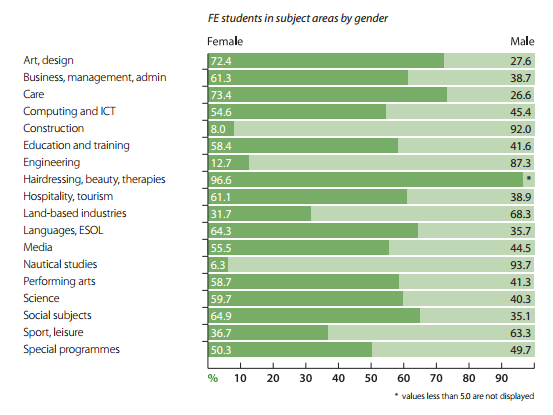 FE students in subject areas by gender
Female Male
Art, design 72.4 27.6
Business, management, admin 61.3 38.7
Care 73.4 26.6
Computing and ICT 54.6 45.4
Construction 8.0 92.0
Education and training 58.4 41.6
Engineering 12.7 87.3
Hairdressing, beauty, therapies 96.6 *
Hospitality, tourism 61.1 38.9
Land-based industries 31.7 68.3
Languages, ESOL 64.3 35.7
Media 55.5 44.5
Nautical studies 6.3 93.7
Performing arts 58.7 41.3
Science 59.7 40.3
Social subjects 64.9 35.1
Sport, leisure 36.7 63.3
Special programmes 50.3 49.7
% 10 20 30 40 50 60 70 80 90
* values less than 5.0 are not displayed